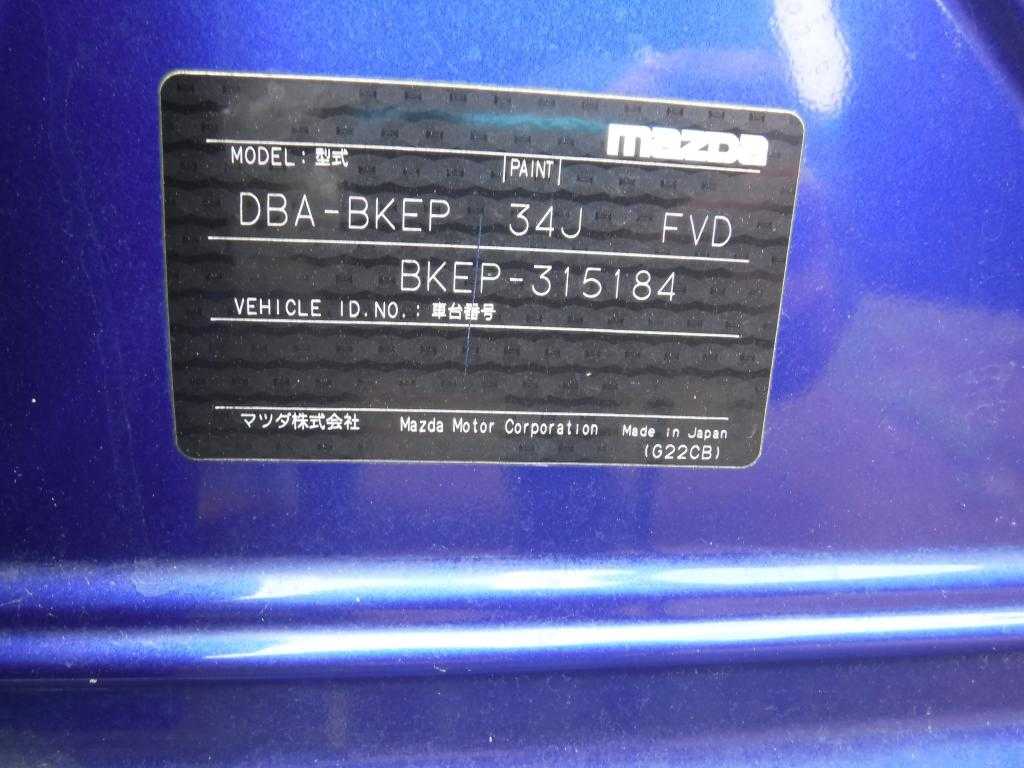 mazda
MODEL：型式 |PAINT|
DBA-BKEP 34J FVD
BKEP-315184
VEHICLE ID.NO.：車台番号
マツダ株式会社 Mazda Motor Corporation Made in Japan
(G22CB)